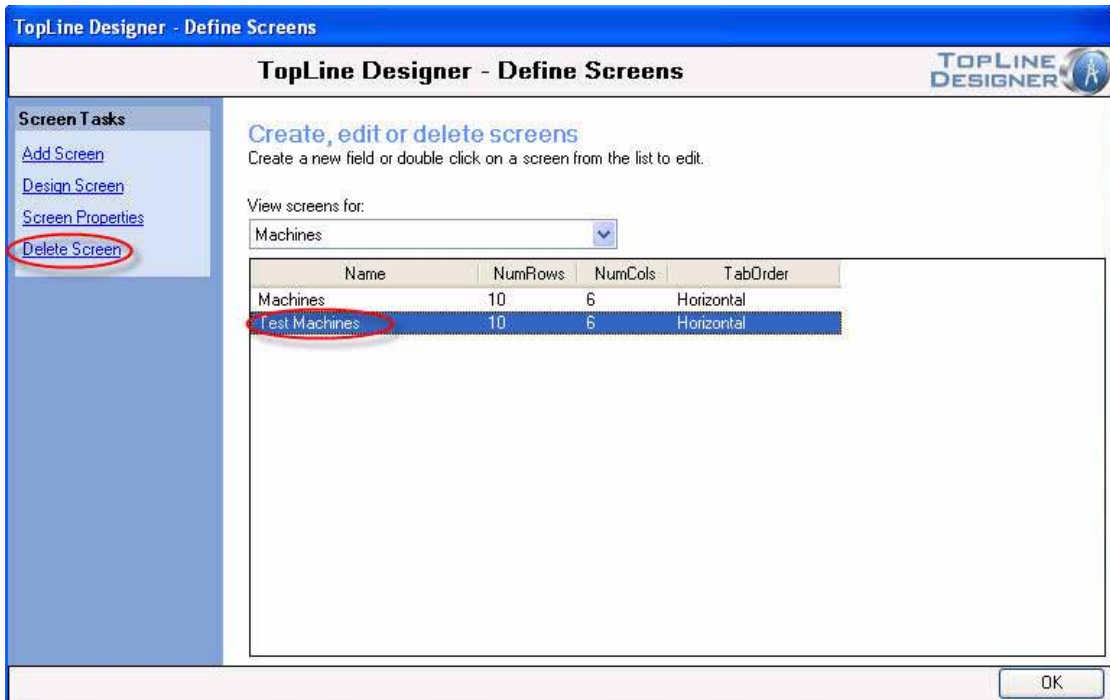 TopLine Designer - Define Screens
TopLine Designer - Define Screens
TOPLINE
DESIGNER
Screen Tasks
Add Screen
Design Screen
Screen Properties
Delete Screen
Create, edit or delete screens
Create a new field or double click on a screen from the list to edit.
View screens for:
Machines
Name NumRows NumCols TabOrder
Machines 10 6 Horizontal
Test Machines 10 6 Horizontal
OK